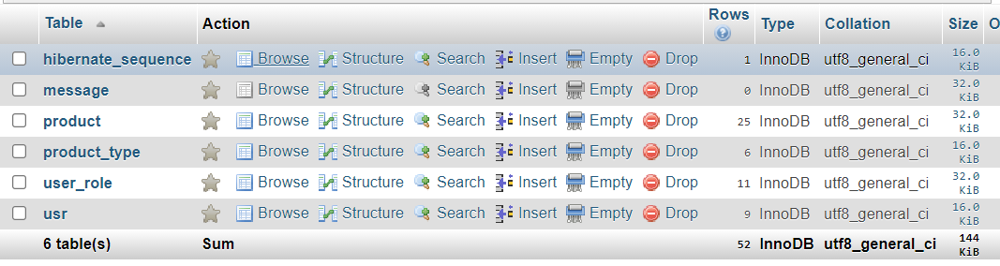 Table Action Rows Type Collation Size O
hibernate_sequence Browse Structure Search Insert Empty Drop 1 InnoDB utf8_general_ci 16.0 KiB
message Browse Structure Search Insert Empty Drop 0 InnoDB utf8_general_ci 32.0 KiB
product Browse Structure Search Insert Empty Drop 25 InnoDB utf8_general_ci 32.0 KiB
product_type Browse Structure Search Insert Empty Drop 6 InnoDB utf8_general_ci 16.0 KiB
user_role Browse Structure Search Insert Empty Drop 11 InnoDB utf8_general_ci 32.0 KiB
usr Browse Structure Search Insert Empty Drop 9 InnoDB utf8_general_ci 16.0 KiB
6 table(s) Sum 52 InnoDB utf8_general_ci 144 KiB